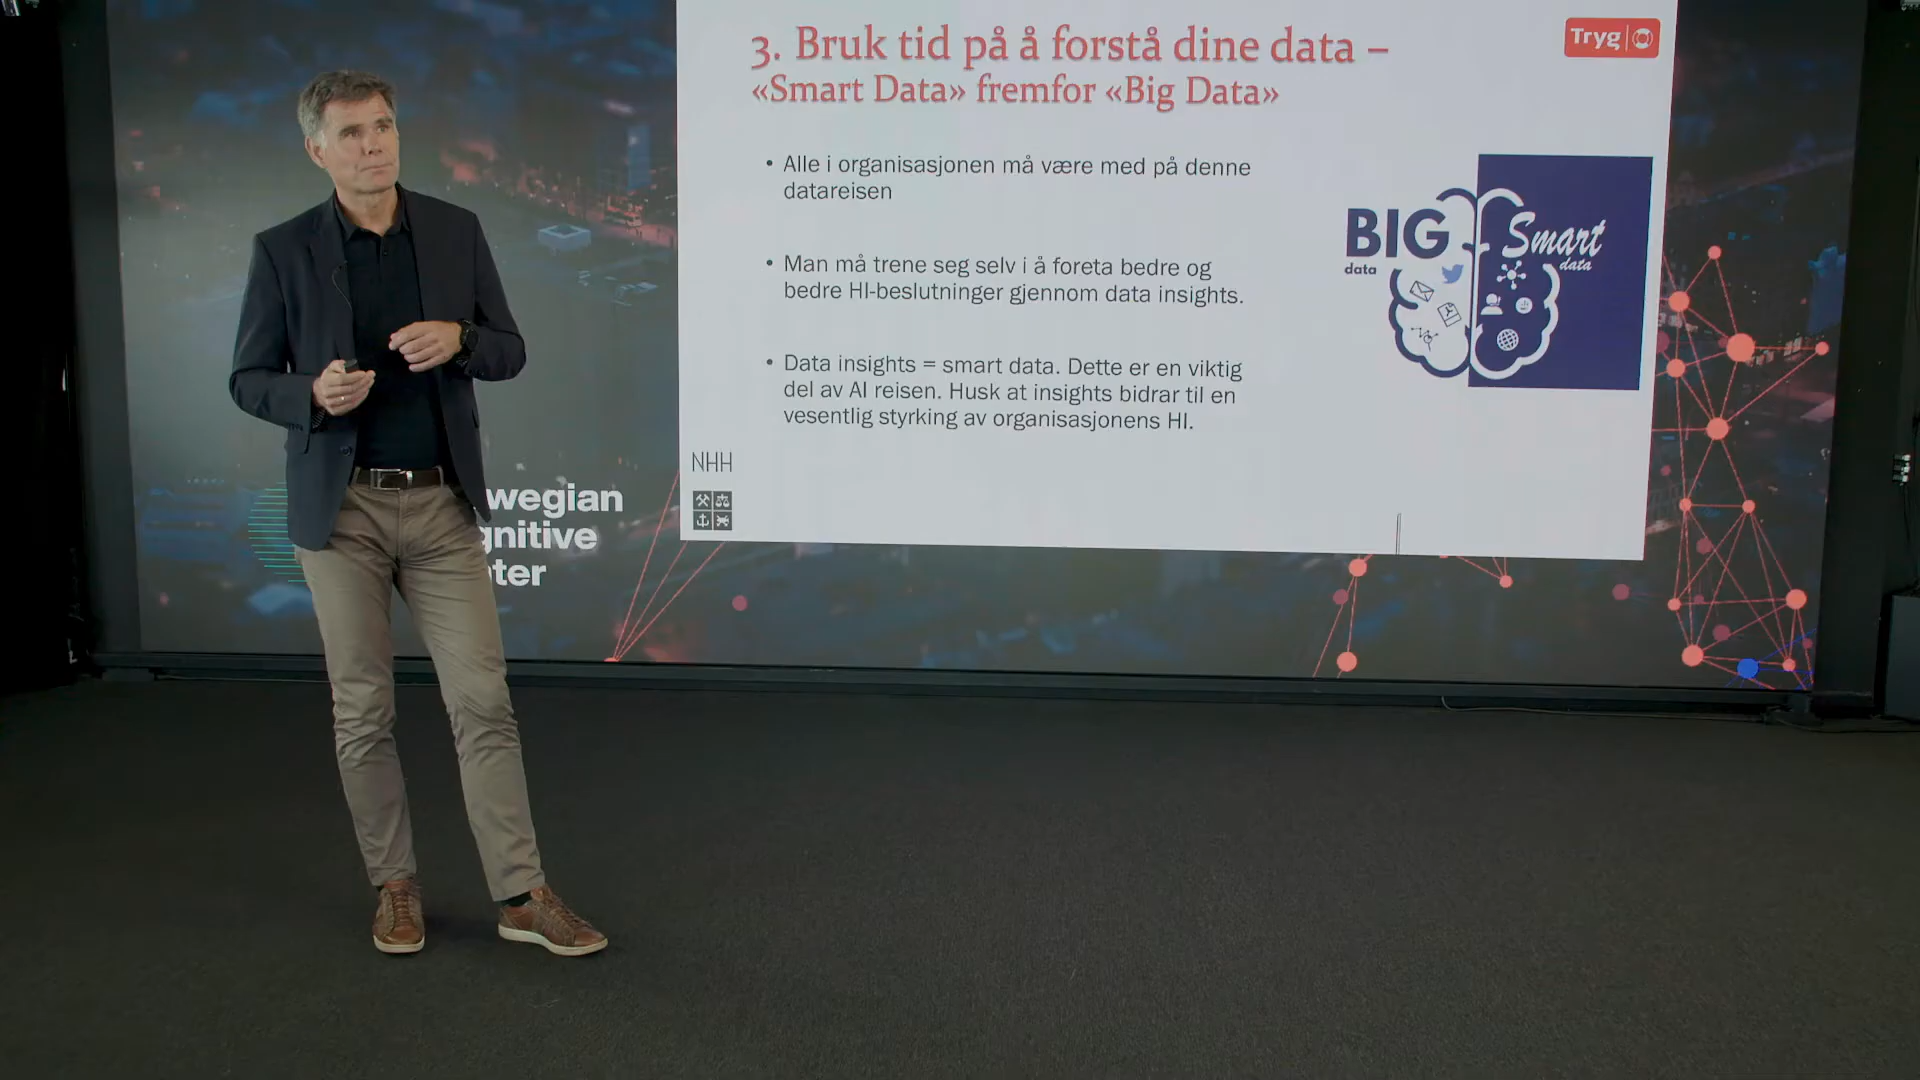 3. Bruk tid på å forstå dine data –
«Smart Data» fremfor «Big Data»
Tryg
• Alle i organisasjonen må være med på denne
datareisen
• Man må trene seg selv i å foreta bedre og
bedre HI-beslutninger gjennom data insights.
• Data insights = smart data. Dette er en viktig
del av AI reisen. Husk at insights bidrar til en
vesentlig styrking av organisasjonens HI.
BIG
data
Smart
data
NHH
wegian
gnitive
ter